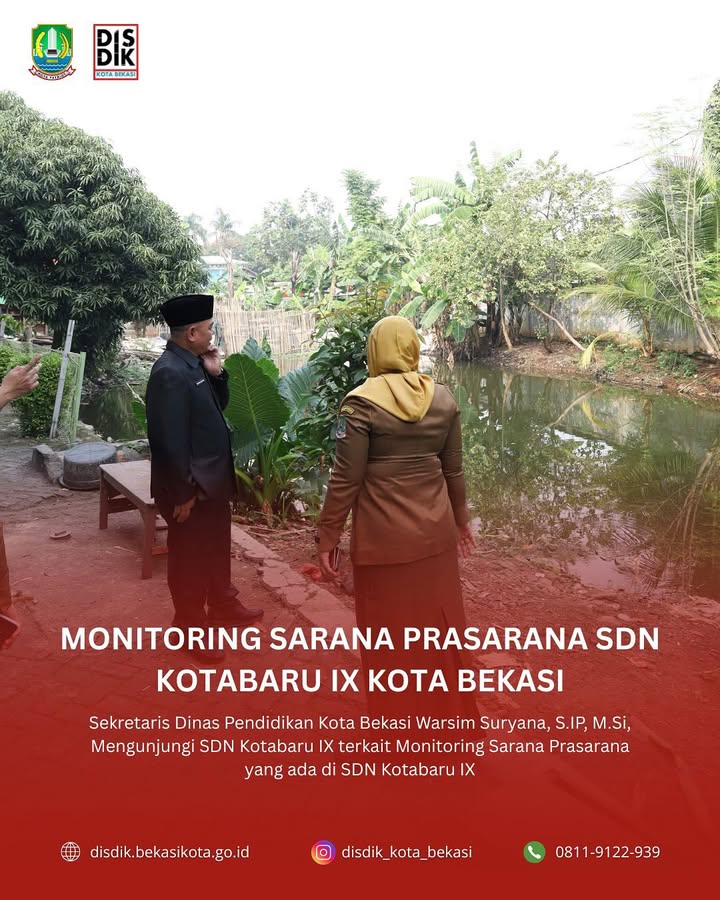 DIS
DIK
KOTA BEKASI
MONITORING SARANA PRASARANA SDN
KOTABARU IX KOTA BEKASI
Sekretaris Dinas Pendidikan Kota Bekasi Warsim Suryana, S.IP, M.Si,
Mengunjungi SDN Kotabaru IX terkait Monitoring Sarana Prasarana
yang ada di SDN Kotabaru IX
disdik.bekasikota.go.id
disdik_kota_bekasi
0811-9122-939